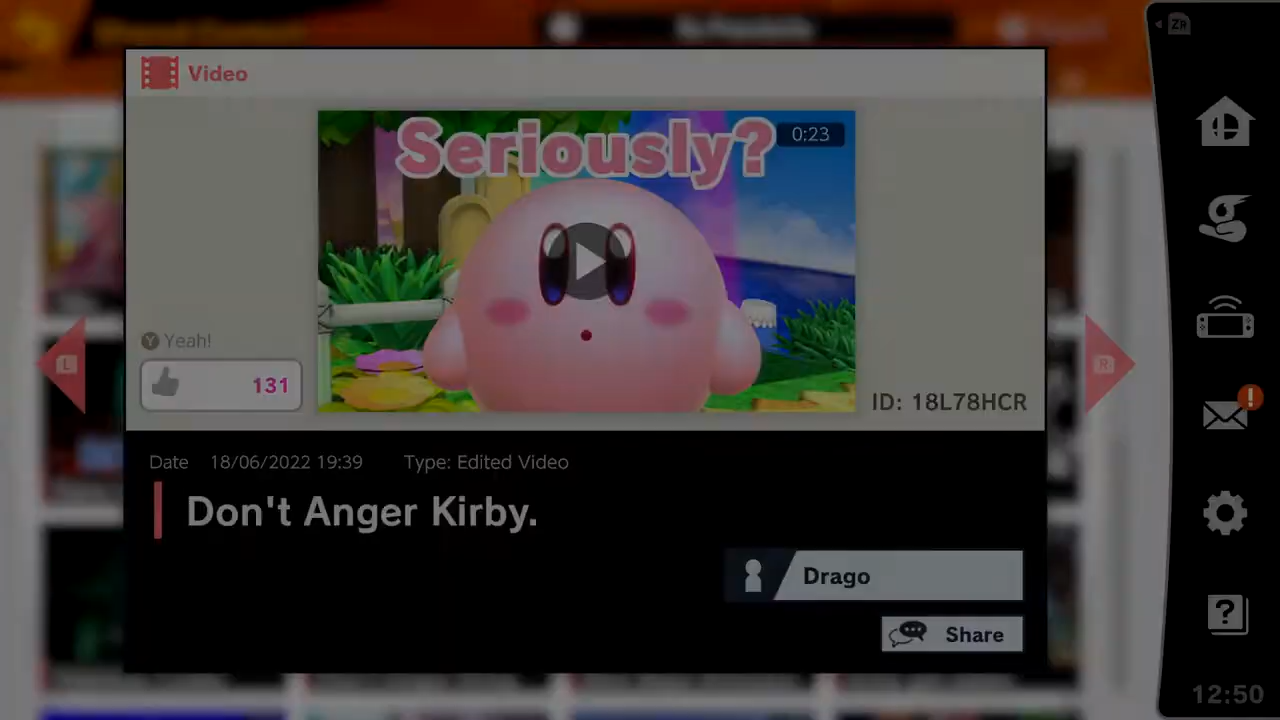 ZR
Video
Seriously?
0:23
L
R
Y Yeah!
131
ID: 18L78HCR
Date 18/06/2022 19:39 Type: Edited Video
Don't Anger Kirby.
Drago
Share
12:50